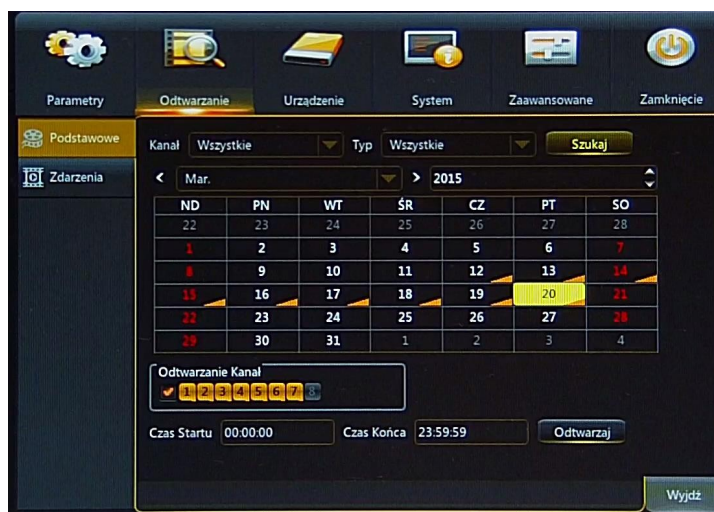 Parametry Odtwarzanie Urządzenie System Zaawansowane Zamknięcie
Podstawowe
Zdarzenia
Kanał Wszystkie Typ Wszystkie Szukaj
< Mar. > 2015
ND PN WT ŚR CZ PT SO
22 23 24 25 26 27 28
1 2 3 4 5 6 7
8 9 10 11 12 13 14
15 16 17 18 19 20 21
22 23 24 25 26 27 28
29 30 31 1 2 3 4
Odtwarzanie Kanał
1 2 3 4 5 6 7 8
Czas Startu 00:00:00 Czas Końca 23:59:59 Odtwarzaj
Wyjdź